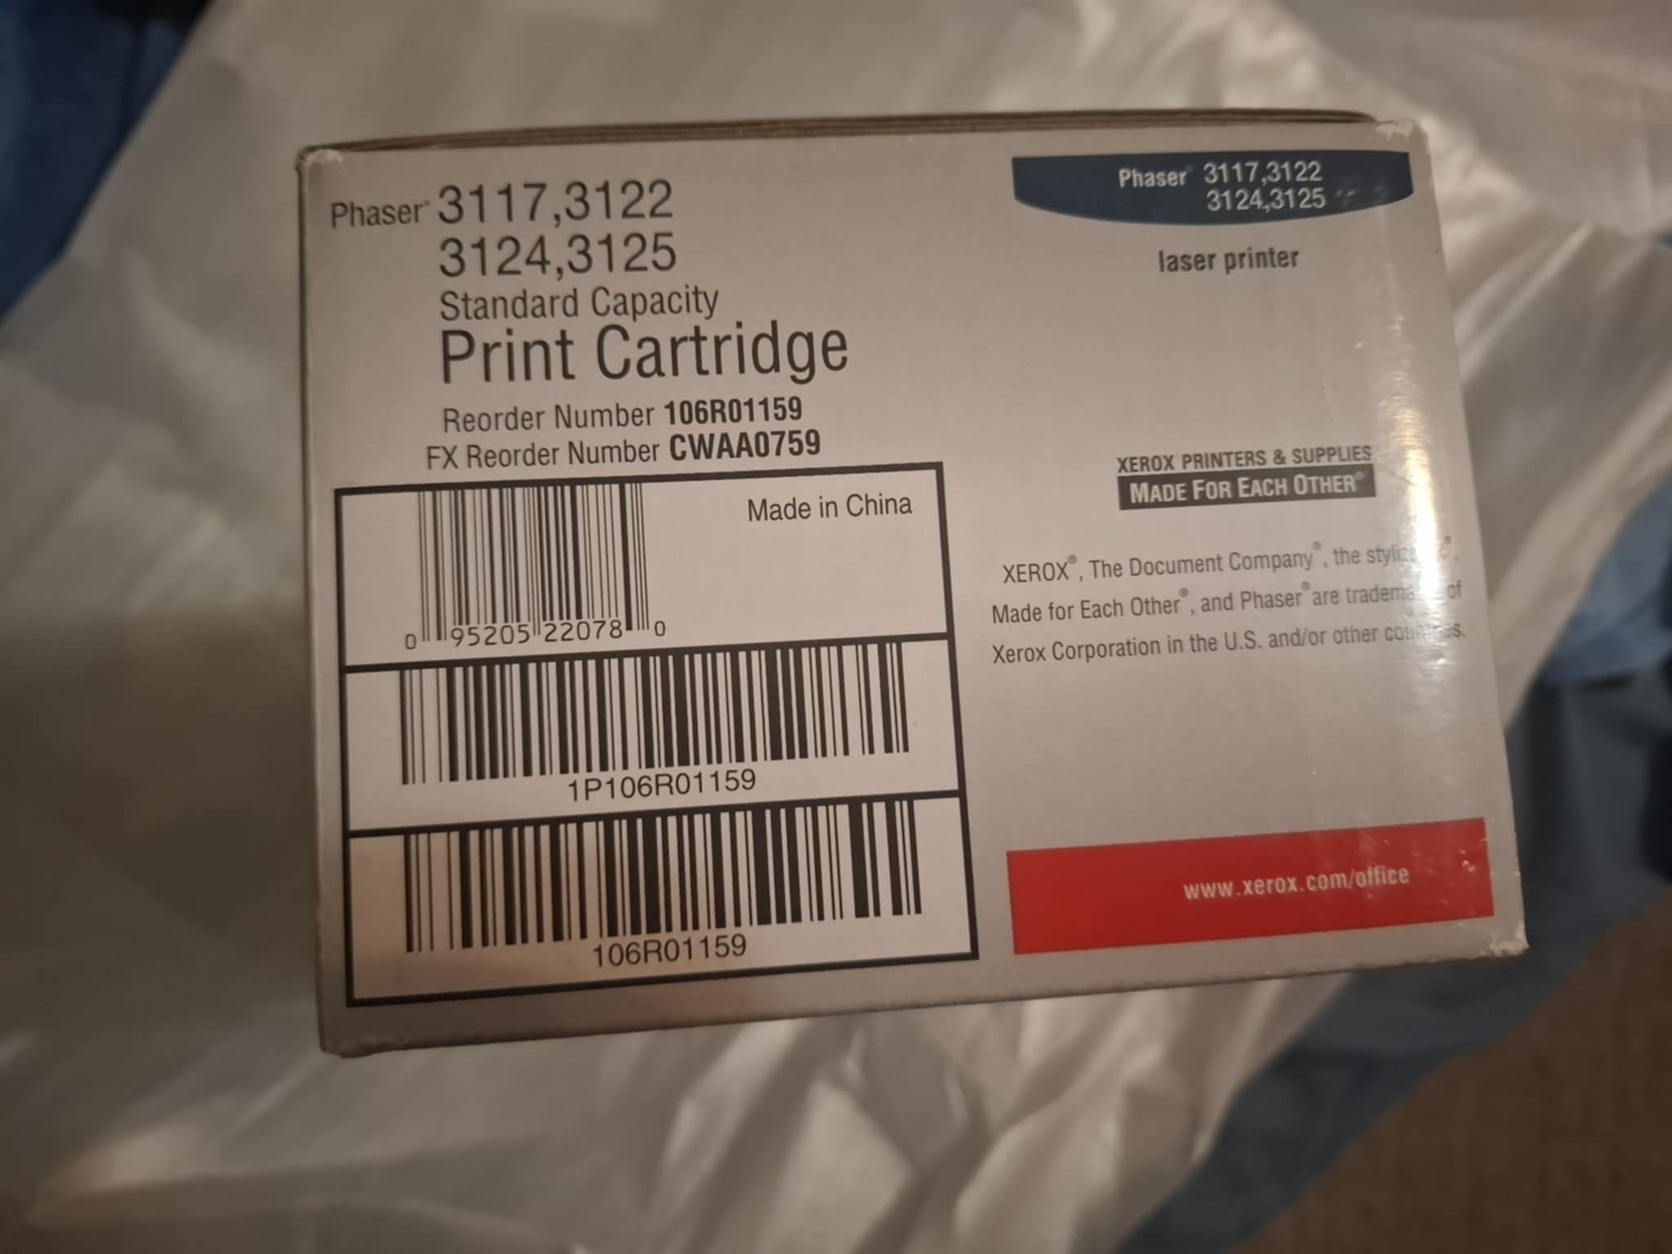 Phaser® 3117,3122
3124,3125
Standard Capacity
Print Cartridge
Reorder Number 106R01159
FX Reorder Number CWAA0759
Made in China
0 95205 22078 0
1P106R01159
106R01159
Phaser® 3117,3122
3124,3125
laser printer
XEROX PRINTERS & SUPPLIES
MADE FOR EACH OTHER®
XEROX®, The Document Company®, the
Made for Each Other®, and Phaser® are of
Xerox Corporation in the U.S. and/or other
www.xerox.com/office